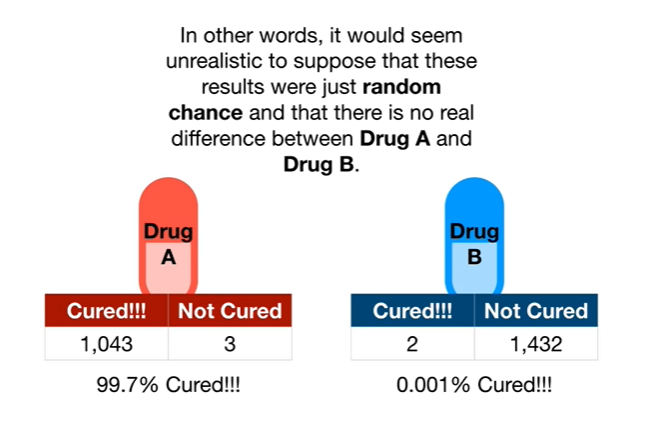 In other words, it would seem
unrealistic to suppose that these
results were just random
chance and that there is no real
difference between Drug A and
Drug B.
Drug
A
Cured!!! Not Cured
1,043 3
99.7% Cured!!!
Drug
B
Cured!!! Not Cured
2 1,432
0.001% Cured!!!